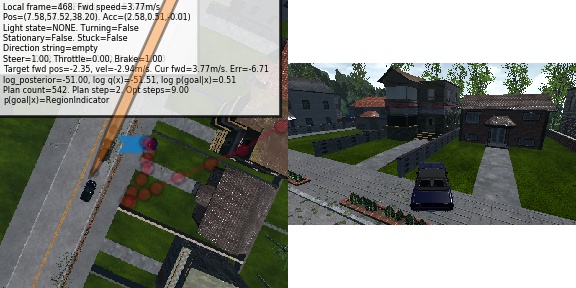 Local frame=468. Fwd speed=3.77m/s
Pos=(7.58,57.52,38.20). Acc=(2.58,0.51,-0.01)
Light state=NONE. Turning=False
Stationary=False. Stuck=False
Direction string=empty
Steer=1.00, Throttle=0.00, Brake=1.00
Target fwd pos=-2.35, vel=-2.94m/s. Cur fwd=3.77m/s. Err=-6.71
log_posterior=-51.00, log q(x)=-51.51, log p(goal|x)=0.51
Plan count=542. Plan step=2. Opt steps=9.00
p(goal|x)=RegionIndicator